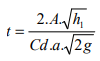 t = 2.A.√h₁ / Cd.a.√2g